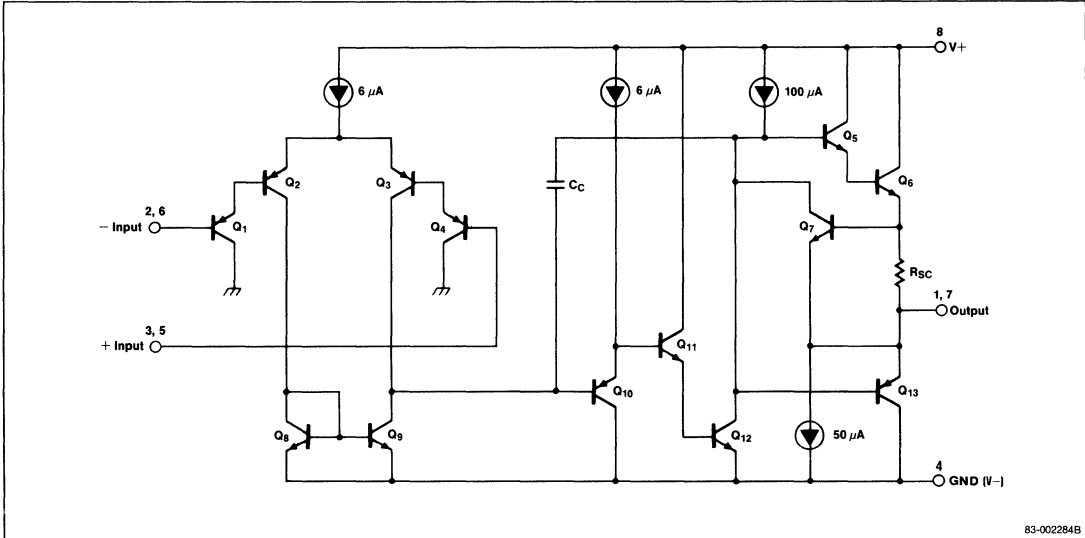 8
V+
6 μA
6 μA
100 μA
Q5
Q2
Q3
CC
Q6
2, 6
− Input
Q1
Q4
Q7
RSC
1, 7
Output
3, 5
+ Input
Q11
Q10
Q13
Q8
Q9
Q12
50 μA
4
GND (V−)
83-002284B